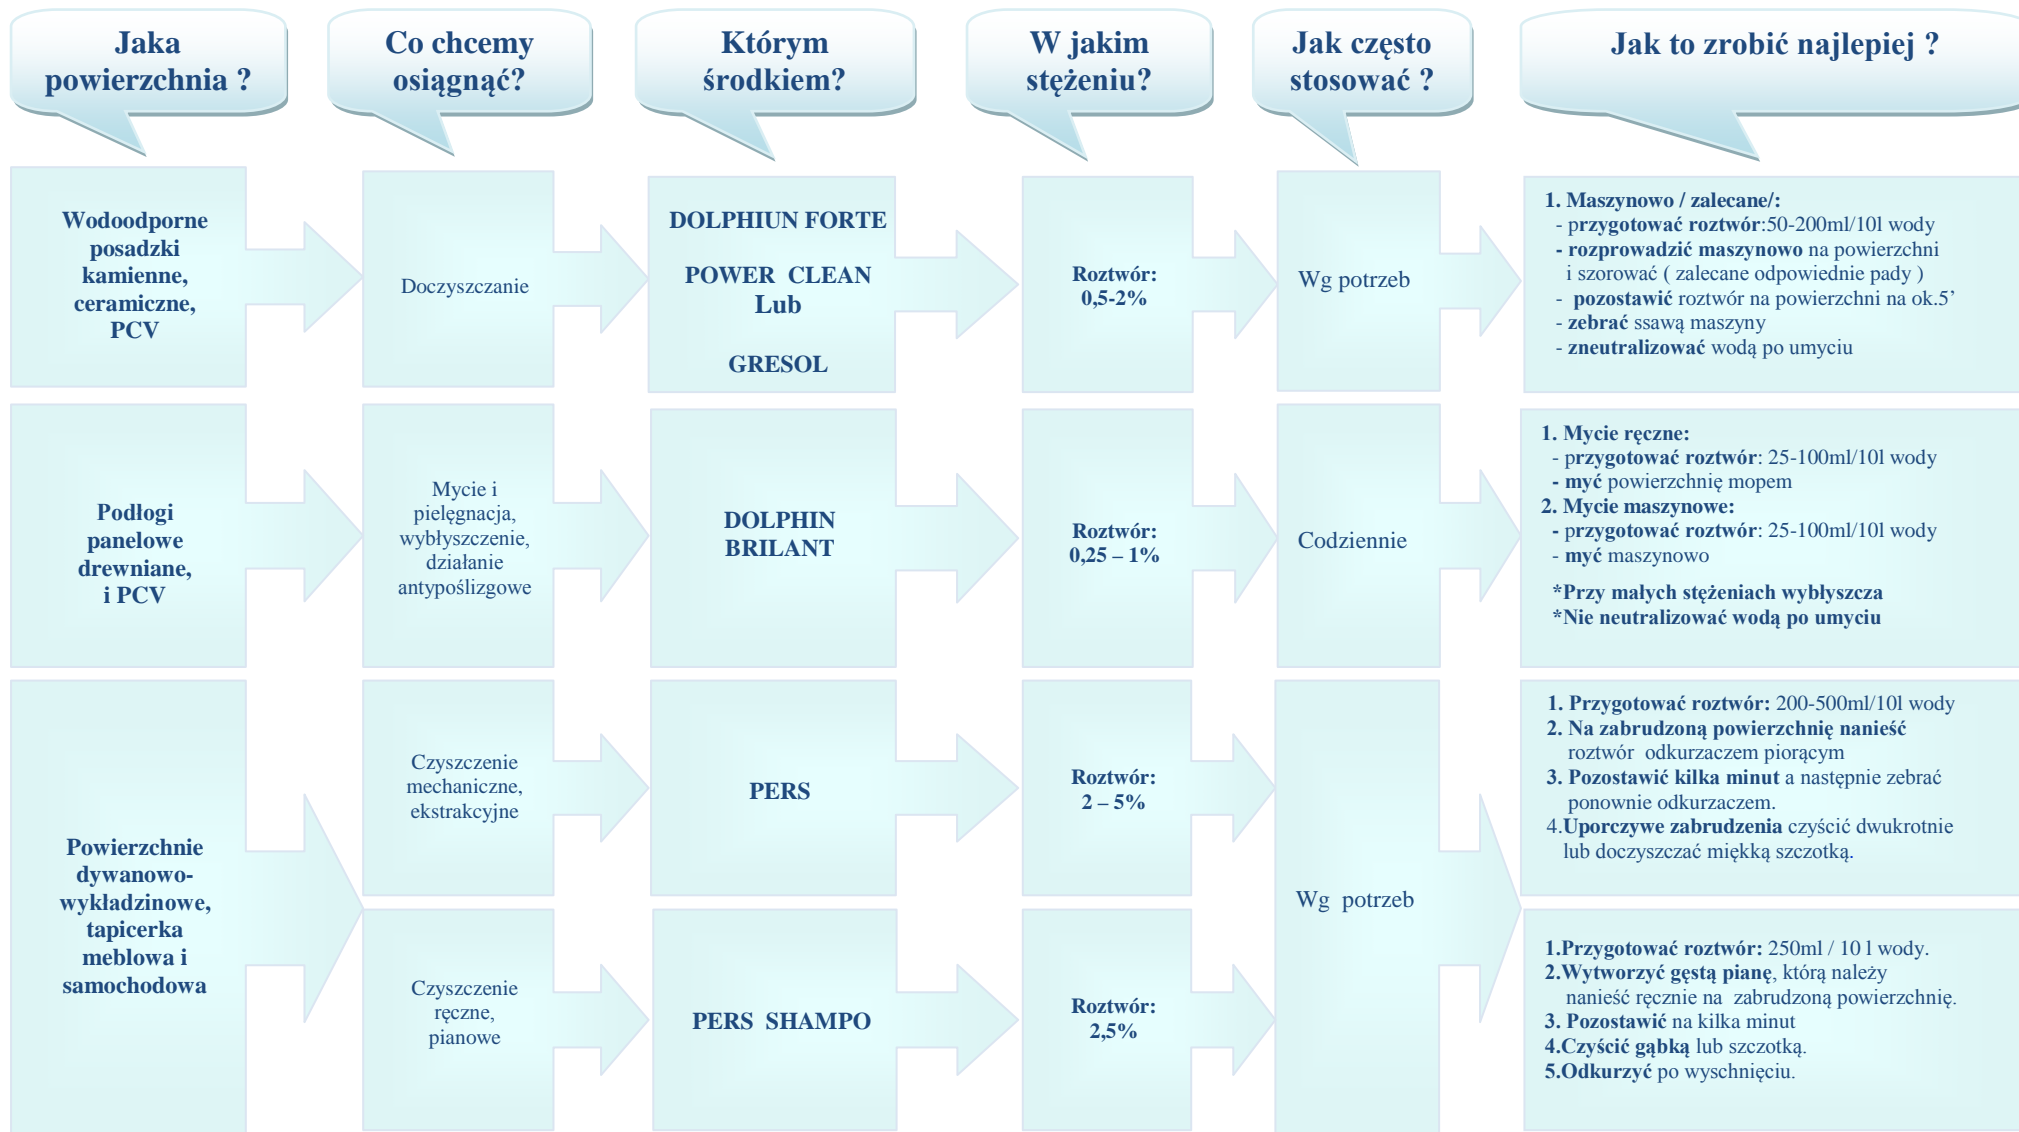 Jaka
powierzchnia ?
Co chcemy
osiągnąć?
Którym
środkiem?
W jakim
stężeniu?
Jak często
stosować ?
Jak to zrobić najlepiej ?
Wodoodporne
posadzki
kamienne,
ceramiczne,
PCV
Doczyszczanie
DOLPHIUN FORTE
POWER CLEAN
Lub
GRESOL
Roztwór:
0,5-2%
Wg potrzeb
1. Maszynowo / zalecane/:
- przygotować roztwór:50-200ml/10l wody
- rozprowadzić maszynowo na powierzchni
i szorować ( zalecane odpowiednie pady )
- pozostawić roztwór na powierzchni na ok.5’
- zebrać ssawą maszyny
- zneutralizować wodą po umyciu
Podłogi
panelowe
drewniane,
i PCV
Mycie i
pielęgnacja,
wybłyszczenie,
działanie
antypoślizgowe
DOLPHIN
BRILANT
Roztwór:
0,25 – 1%
Codziennie
1. Mycie ręczne:
- przygotować roztwór: 25-100ml/10l wody
- myć powierzchnię mopem
2. Mycie maszynowe:
- przygotować roztwór: 25-100ml/10l wody
- myć maszynowo
*Przy małych stężeniach wybłyszcza
*Nie neutralizować wodą po umyciu
Powierzchnie
dywanowo-
wykładzinowe,
tapicerka
meblowa i
samochodowa
Czyszczenie
mechaniczne,
ekstrakcyjne
PERS
Roztwór:
2 – 5%
Wg potrzeb
1. Przygotować roztwór: 200-500ml/10l wody
2. Na zabrudzoną powierzchnię nanieść
roztwór odkurzaczem piorącym
3. Pozostawić kilka minut a następnie zebrać
ponownie odkurzaczem.
4.Uporczywe zabrudzenia czyścić dwukrotnie
lub doczyszczać miękką szczotką.
Czyszczenie
ręczne,
pianowe
PERS SHAMPO
Roztwór:
2,5%
1.Przygotować roztwór: 250ml / 10 l wody.
2.Wytworzyć gęstą pianę, którą należy
nanieść ręcznie na zabrudzoną powierzchnię.
3. Pozostawić na kilka minut
4.Czyścić gąbką lub szczotką.
5.Odkurzyć po wyschnięciu.